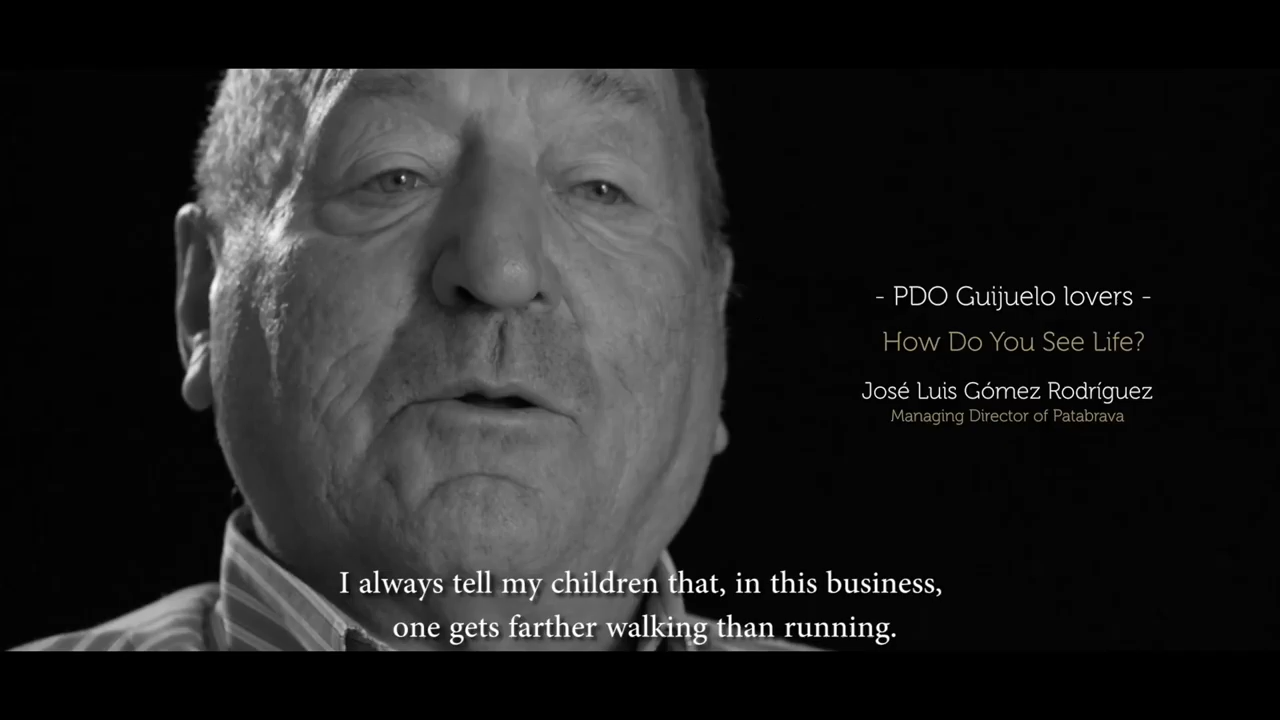 - PDO Guijuelo lovers -
How Do You See Life?
José Luis Gómez Rodríguez
Managing Director of Patabrava
I always tell my children that, in this business,
one gets farther walking than running.